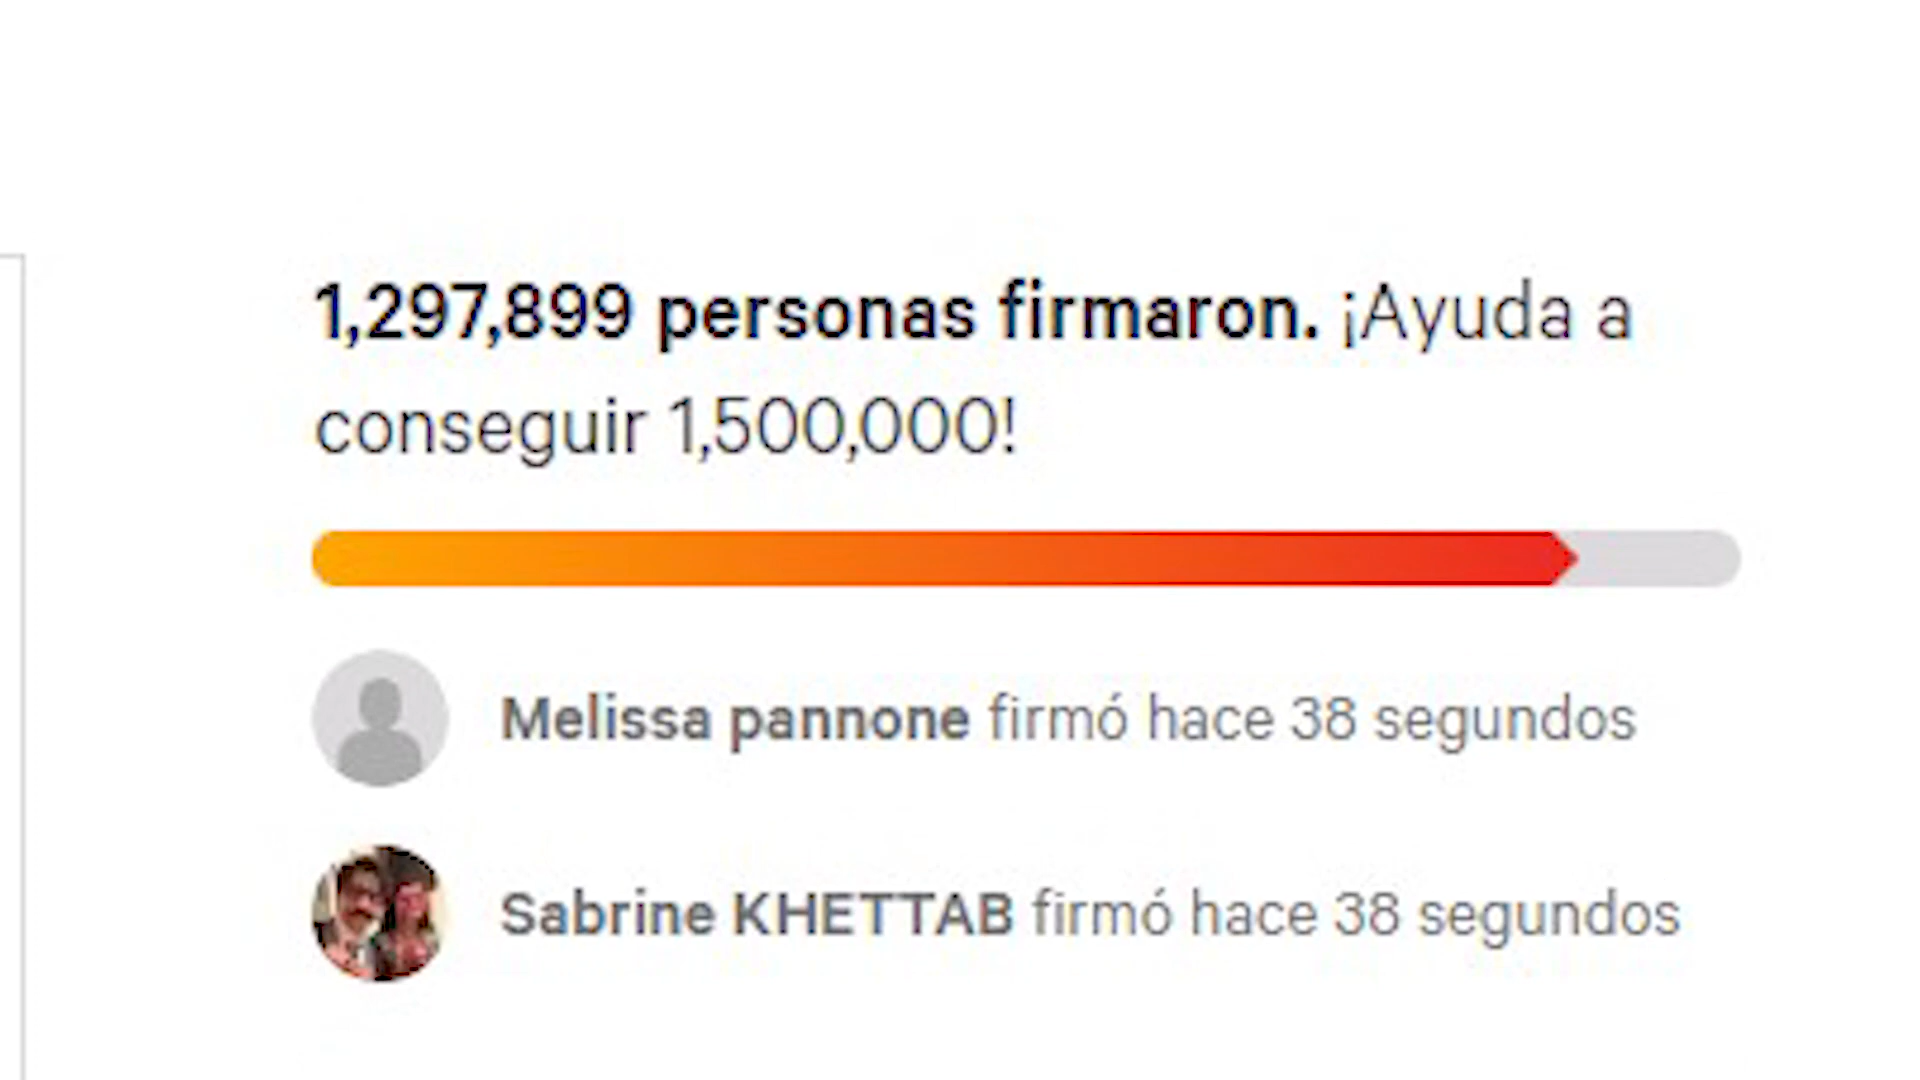 1,297,899 personas firmaron. ¡Ayuda a
conseguir 1,500,000!
Melissa pannone firmó hace 38 segundos
Sabrine KHETTAB firmó hace 38 segundos